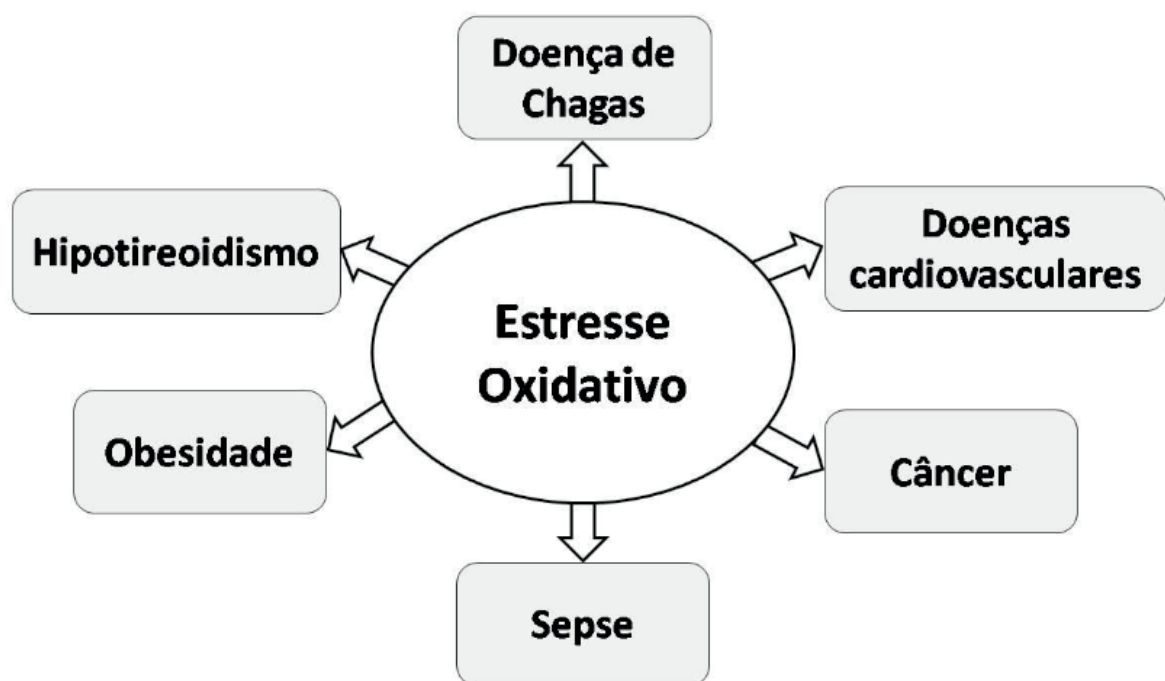 Doença de
Chagas
Hipotireoidismo
Doenças
cardiovasculares
Estresse
Oxidativo
Obesidade
Câncer
Sepse